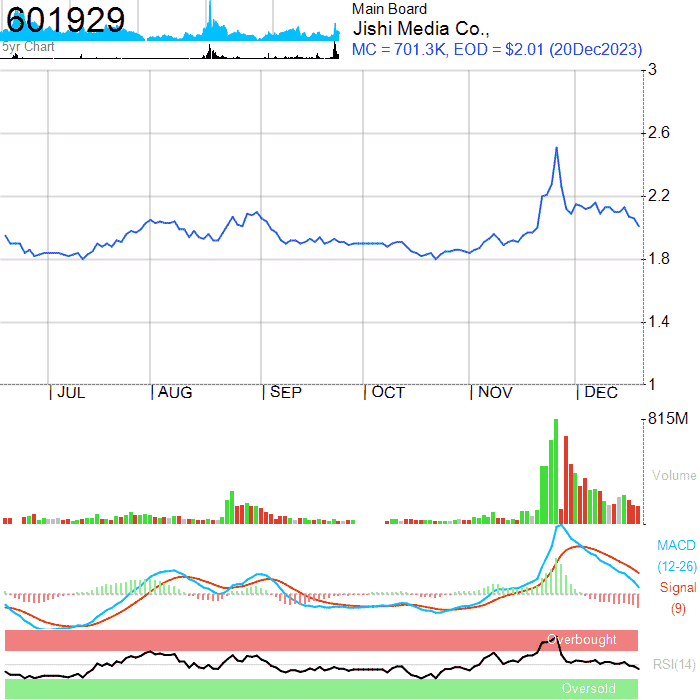 601929
5yr Chart
Main Board
Jishi Media Co.,
MC = 701.3K, EOD = $2.01 (20Dec2023)
3
2.6
2.2
1.8
1.4
1
JUL AUG SEP OCT NOV DEC
815M
Volume
MACD
(12-26)
Signal
(9)
Overbought
RSI(14)
Oversold